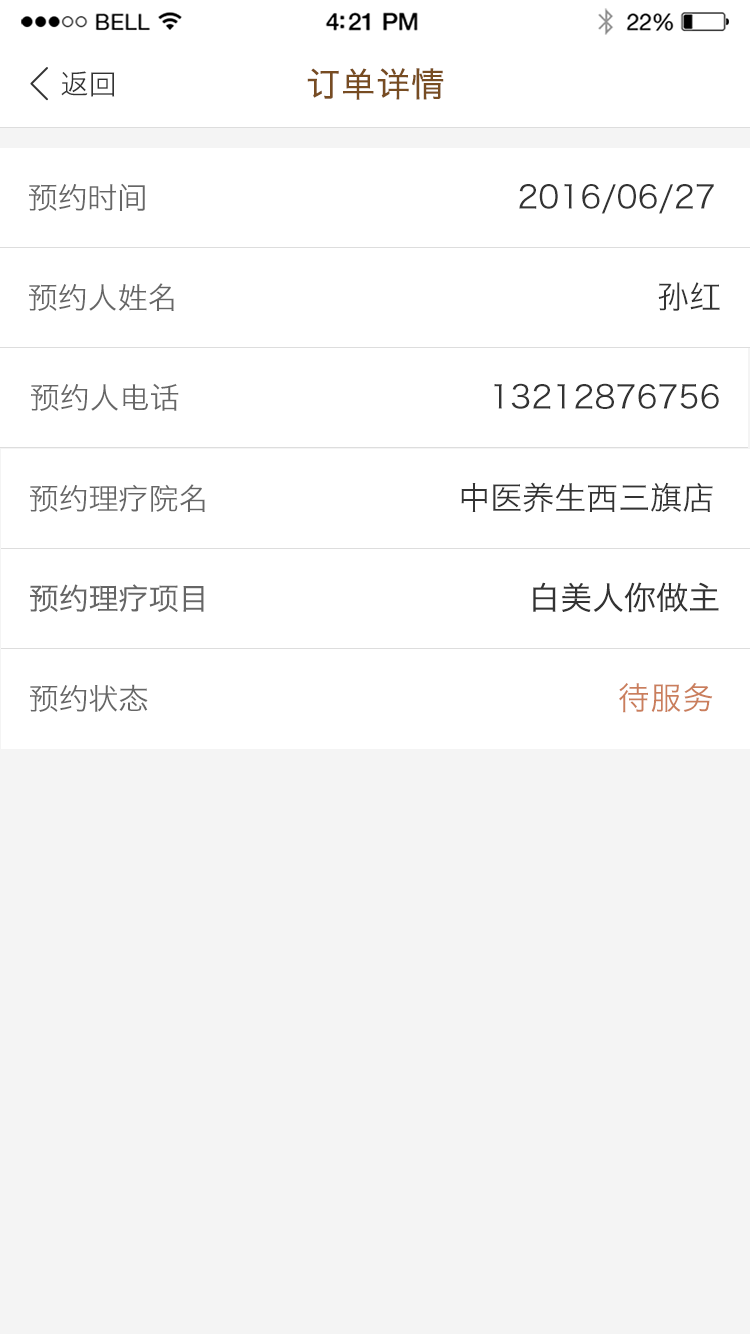 BELL 4:21 PM 22%
返回 订单详情
预约时间 2016/06/27
预约人姓名 孙红
预约人电话 13212876756
预约理疗院名 中医养生西三旗店
预约理疗项目 白美人你做主
预约状态 待服务